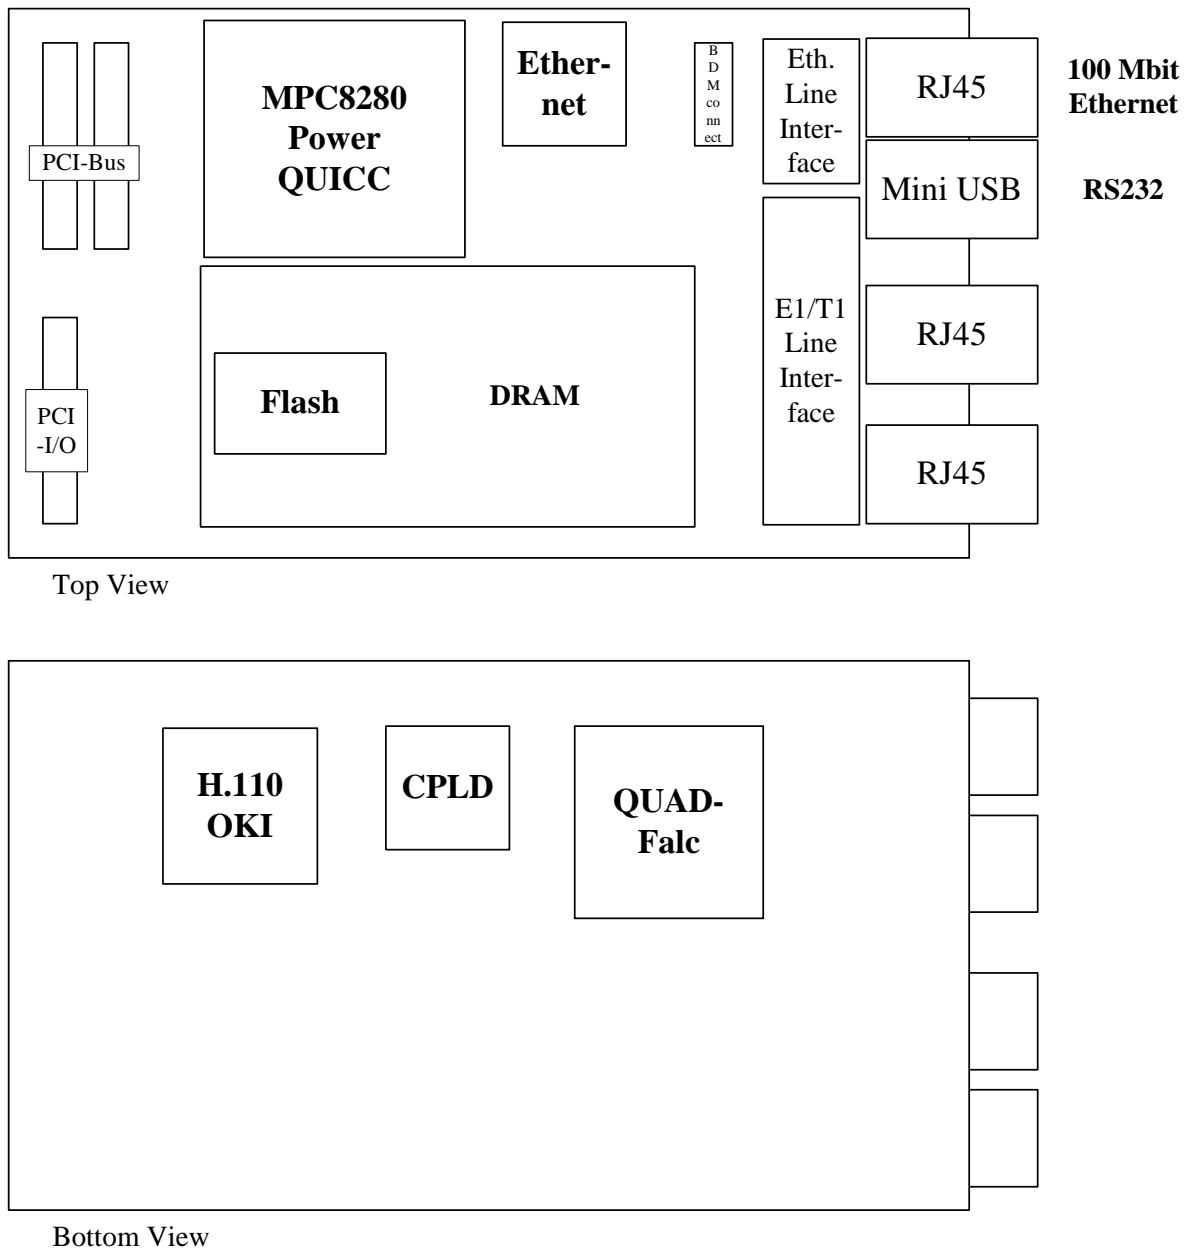 MPC8280
Power
QUICC
Ether-
net
B
D
M
co
nn
ect
Eth.
Line
Inter-
face
RJ45
100 Mbit
Ethernet
PCI-Bus
Mini USB
RS232
E1/T1
Line
Inter-
face
RJ45
Flash
DRAM
PCI
-I/O
RJ45
Top View
H.110
OKI
CPLD
QUAD-
Falc
Bottom View